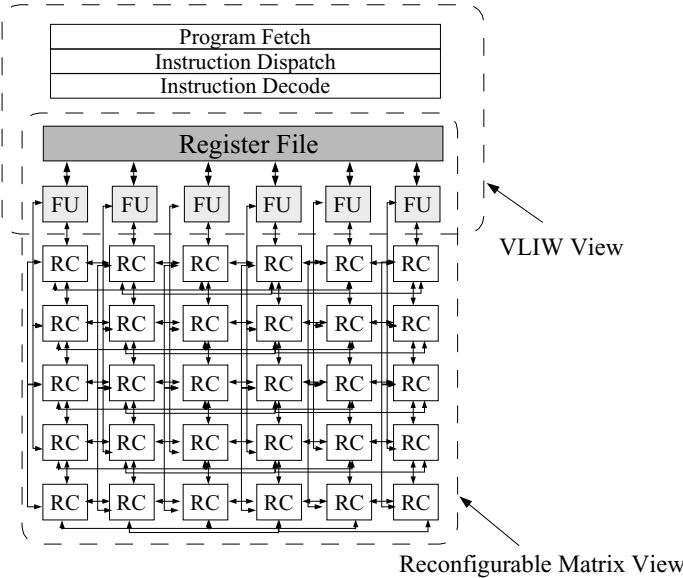 Program Fetch
Instruction Dispatch
Instruction Decode
Register File
FU FU FU FU FU FU
VLIW View
RC RC RC RC RC RC
RC RC RC RC RC RC
RC RC RC RC RC RC
RC RC RC RC RC RC
RC RC RC RC RC RC
Reconfigurable Matrix View